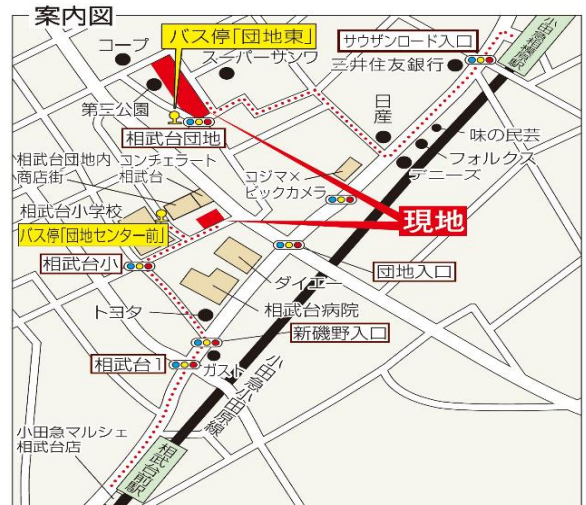 案内図
バス停「団地東」
サウザンロード入口
小田急相模原駅
コープ
スーパーサンワ
三井住友銀行
第三公園
日産
相武台団地
味の民芸
フォルクス
デニーズ
相武台団地内
商店街
コンチェラート
相武台
コジマ×
ビックカメラ
相武台小学校
現地
バス停「団地センター前」
相武台小
団地入口
ダイエー
相武台病院
トヨタ
新磯野入口
相武台1
ガスト
小田急小田原線
小田急マルシェ
相武台店
相武台前駅